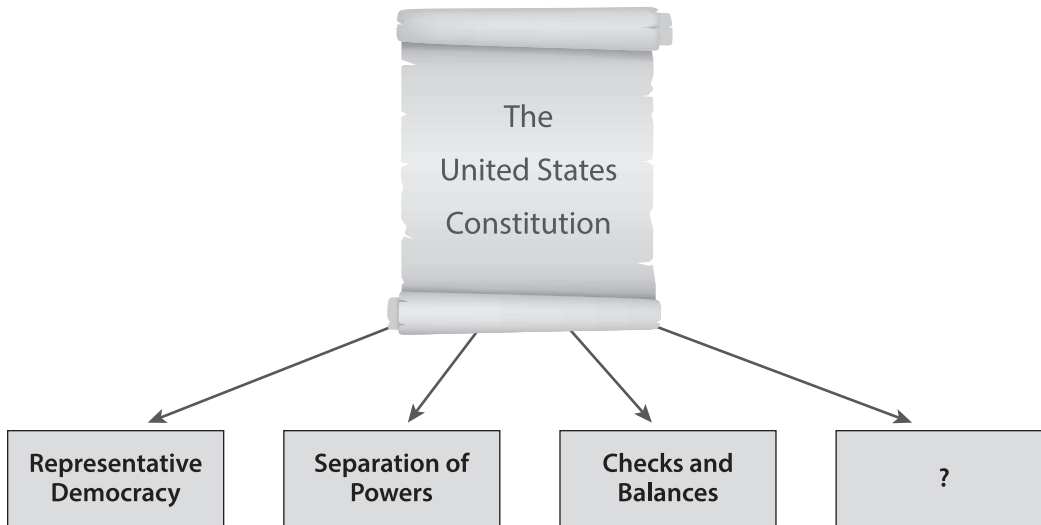 The
United States
Constitution
Representative
Democracy
Separation of
Powers
Checks and
Balances
?